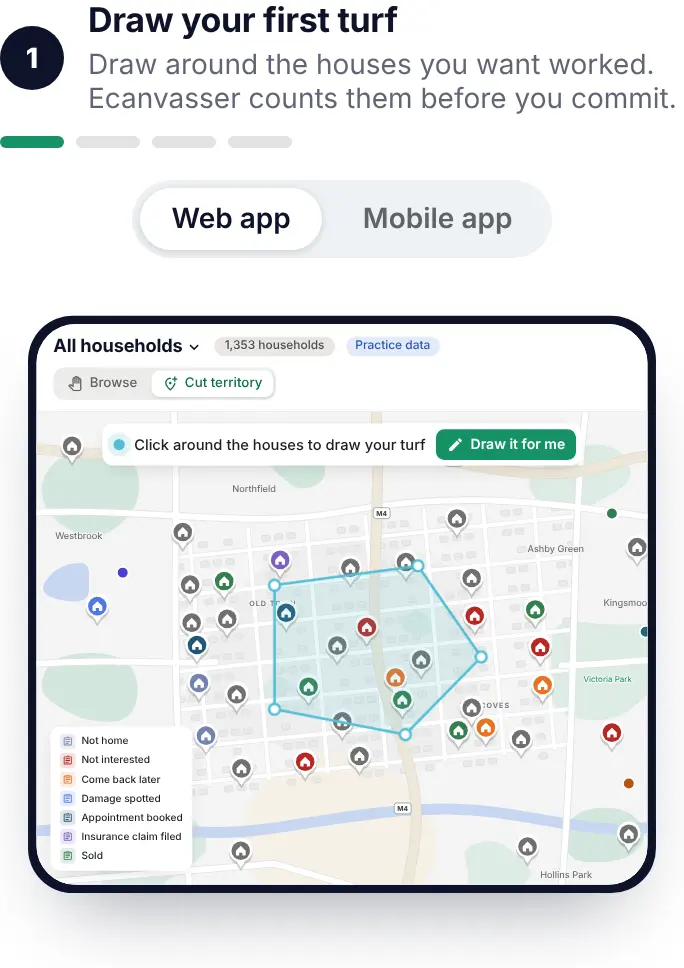 1
Draw your first turf
Draw around the houses you want worked.
Ecanvasser counts them before you commit.
Web app
Mobile app
All households
1,353 households
Practice data
Browse
Cut territory
Click around the houses to draw your turf
Draw it for me
Northfield
M4
Westbrook
Ashby Green
OLD T
Kingsmoo
Victoria Park
COVES
Not home
Not interested
Come back later
Damage spotted
Appointment booked
Insurance claim filed
Sold
M4
Hollins Park